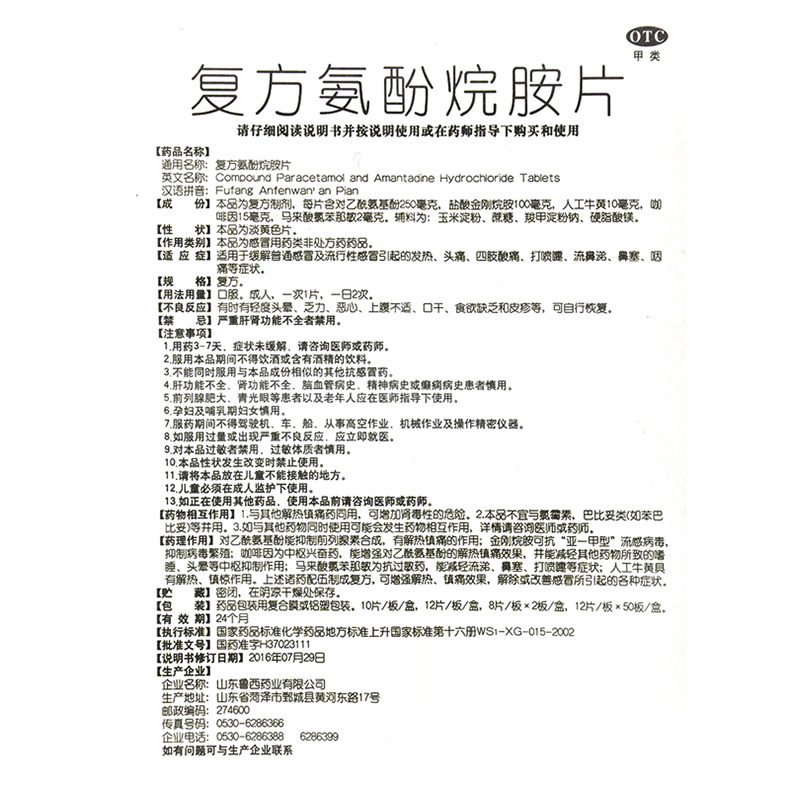 OTC
甲类
复方氨酚烷胺片
请仔细阅读说明书并按说明使用或在药师指导下购买和使用
【药品名称】
通用名称：复方氨酚烷胺片
英文名称：Compound Paracetamol and Amantadine Hydrochloride Tablets
汉语拼音：Fufang Anfenwan'an Pian
【成　份】本品为复方制剂，每片含对乙酰氨基酚250毫克，盐酸金刚烷胺100毫克，人工牛黄10毫克，咖
啡因15毫克，马来酸氯苯那敏2毫克。辅料为：玉米淀粉、蔗糖、羧甲淀粉钠、硬脂酸镁。
【性　状】本品为淡黄色片。
【作用类别】本品为感冒用药类非处方药药品。
【适 应 症】适用于缓解普通感冒及流行性感冒引起的发热、头痛、四肢酸痛、打喷嚏、流鼻涕、鼻塞、咽
痛等症状。
【规　格】复方。
【用法用量】口服。成人，一次1片，一日2次。
【不良反应】有时有轻度头晕、乏力、恶心、上腹不适、口干、食欲缺乏和皮疹等，可自行恢复。
【禁　忌】严重肝肾功能不全者禁用。
【注意事项】
1.用药3-7天，症状未缓解，请咨询医师或药师。
2.服用本品期间不得饮酒或含有酒精的饮料。
3.不能同时服用与本品成份相似的其他抗感冒药。
4.肝功能不全、肾功能不全、脑血管病史、精神病史或癫痫病史患者慎用。
5.前列腺肥大、青光眼等患者以及老年人应在医师指导下使用。
6.孕妇及哺乳期妇女慎用。
7.服药期间不得驾驶机、车、船、从事高空作业、机械作业及操作精密仪器。
8.如服用过量或出现严重不良反应，应立即就医。
9.对本品过敏者禁用，过敏体质者慎用。
10.本品性状发生改变时禁止使用。
11.请将本品放在儿童不能接触的地方。
12.儿童必须在成人监护下使用。
13.如正在使用其他药品，使用本品前请咨询医师或药师。
【药物相互作用】1.与其他解热镇痛药同用，可增加肾毒性的危险。2.本品不宜与氯霉素，巴比妥类(如苯巴
比妥)等并用。3.如与其他药物同时使用可能会发生药物相互作用，详情请咨询医师或药师。
【药理作用】对乙酰氨基酚能抑制前列腺素合成，有解热镇痛的作用；金刚烷胺可抗“亚一甲型”流感病毒，
抑制病毒繁殖；咖啡因为中枢兴奋药，能增强对乙酰氨基酚的解热镇痛效果，并能减轻其他药物所致的嗜
睡、头晕等中枢抑制作用；马来酸氯苯那敏为抗过敏药，能减轻流涕、鼻塞、打喷嚏等症状；人工牛黄具
有解热、镇惊作用。上述诸药配伍制成复方，可增强解热、镇痛效果，解除或改善感冒所引起的各种症状。
【贮　藏】密闭，在阴凉干燥处保存。
【包　装】药品包装用复合膜或铝塑包装。10片/板/盒，12片/板/盒，8片/板×2板/盒，12片/板×50板/盒。
【有 效 期】24个月
【执行标准】国家药品标准化学药品地方标准上升国家标准第十六册WS1-XG-015-2002
【批准文号】国药准字H37023111
【说明书修订日期】2016年07月29日
【生产企业】
企业名称：山东鲁西药业有限公司
生产地址：山东省菏泽市鄄城县黄河东路17号
邮政编码：274600
传真号码：0530-6286366
企业电话：0530-6286388　6286399
如有问题可与生产企业联系